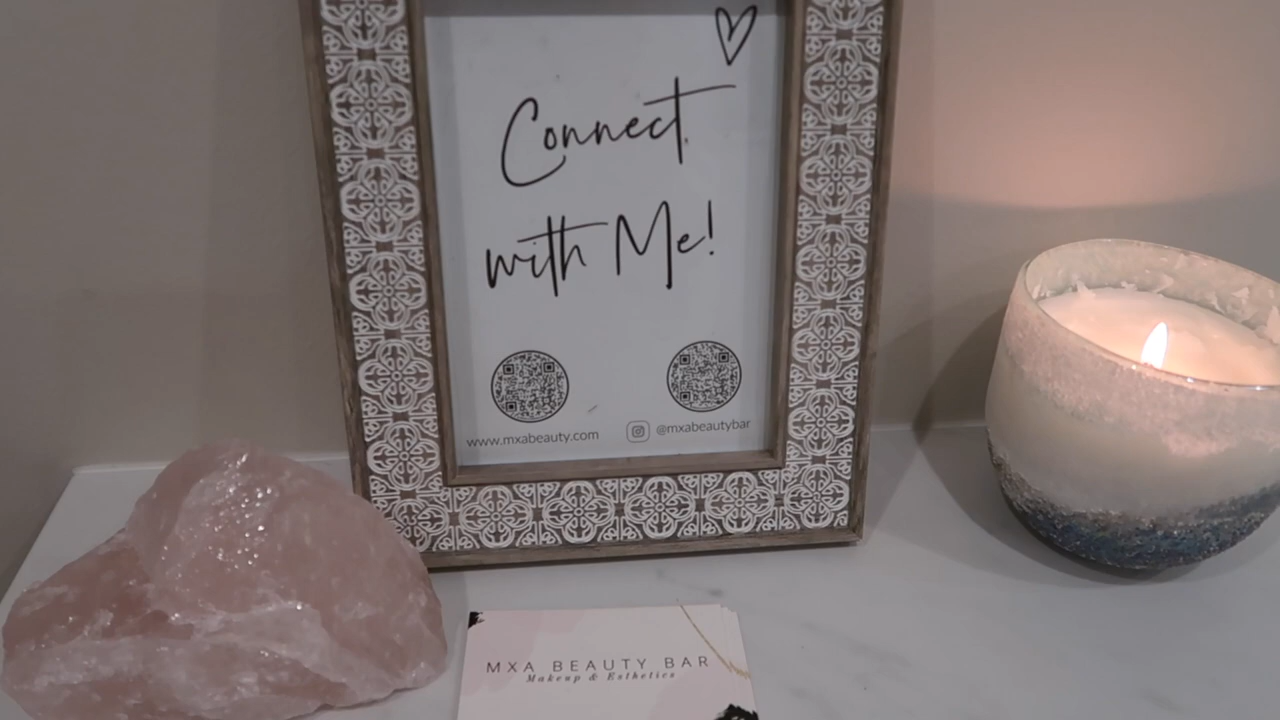 Connect
with Me!
www.mxabeauty.com
@mxabeautybar
MXA BEAUTY BAR
Makeup & Esthetics